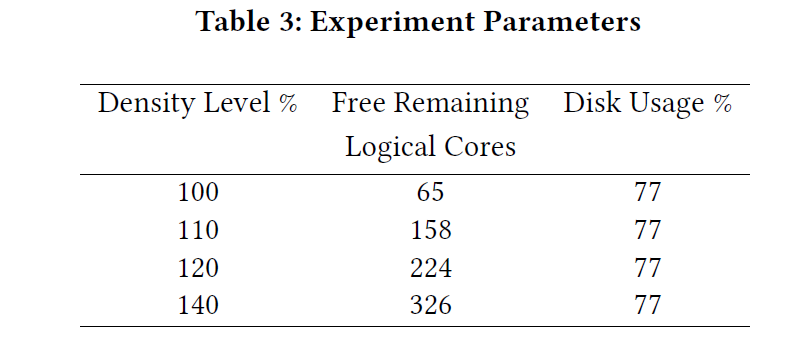 Table 3: Experiment Parameters
Density Level % Free Remaining Disk Usage %
Logical Cores
100 65 77
110 158 77
120 224 77
140 326 77